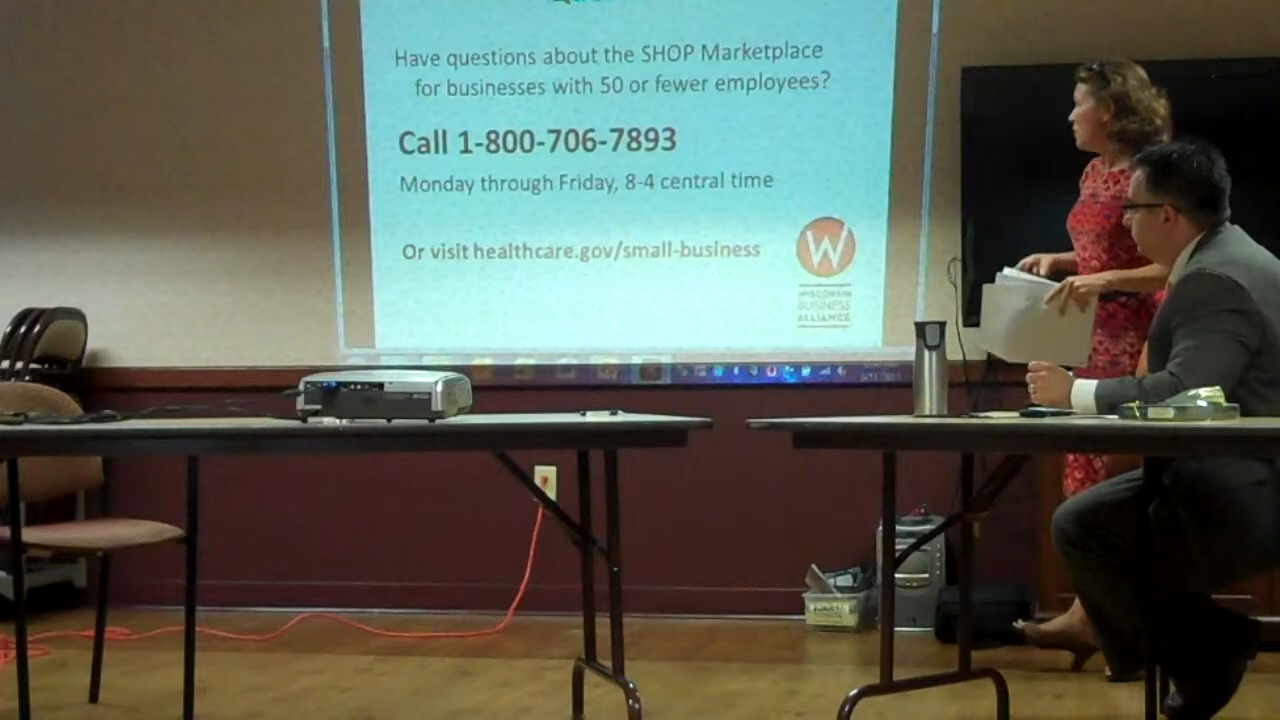 Have questions about the SHOP Marketplace
for businesses with 50 or fewer employees?
Call 1-800-706-7893
Monday through Friday, 8-4 central time
Or visit healthcare.gov/small-business
W
WISCONSIN
BUSINESS
ALLIANCE